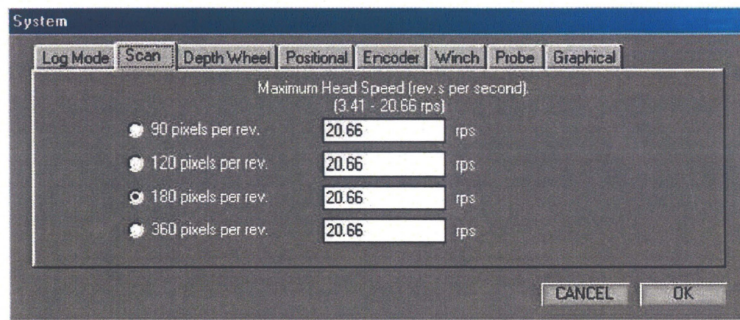 System
Log Mode Scan Depth Wheel Positional Encoder Winch Probe Graphical
Maximum Head Speed (rev.s per second).
(3.41 - 20.66 rps)
90 pixels per rev. 20.66 rps
120 pixels per rev. 20.66 rps
180 pixels per rev. 20.66 rps
360 pixels per rev. 20.66 rps
CANCEL OK